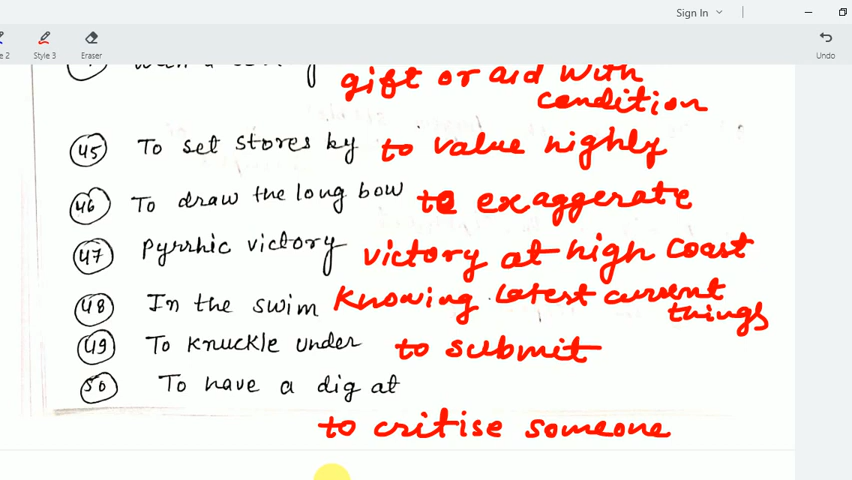 Sign In
Style 3
Eraser
Undo
gift or aid with
condition
45 To set stores by to value highly
46 To draw the long bow to exaggerate
47 Pyrrhic victory victory at high coast
48 In the swim Knowing latest current
things
49 To knuckle under to submit
50 To have a dig at
to critise someone